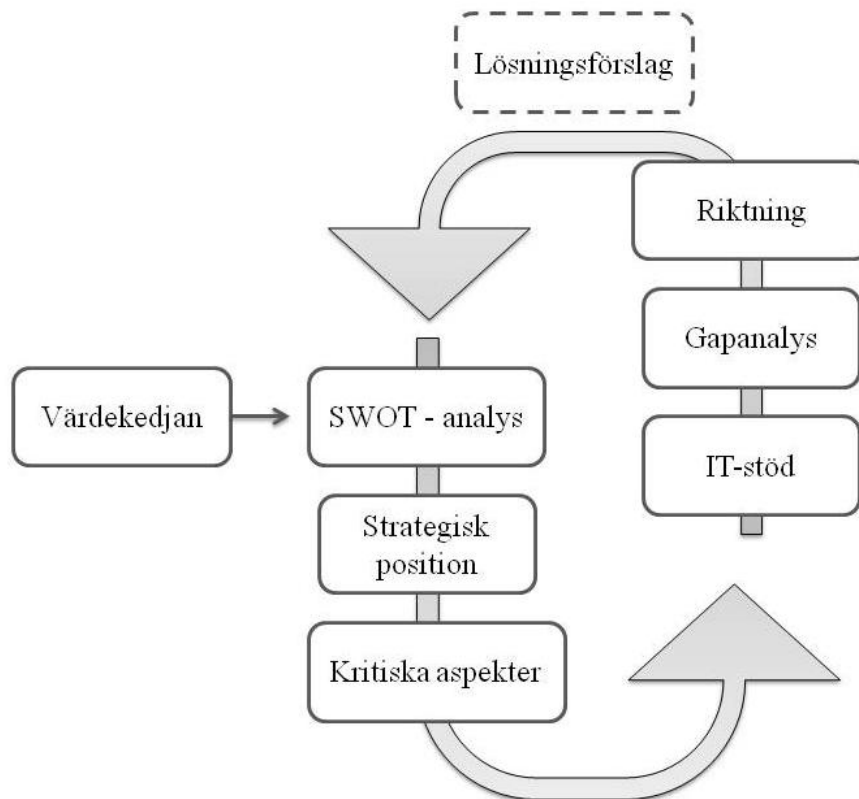 Lösningsförslag
Riktning
Gapanalys
Värdekedjan
SWOT - analys
IT-stöd
Strategisk
position
Kritiska aspekter